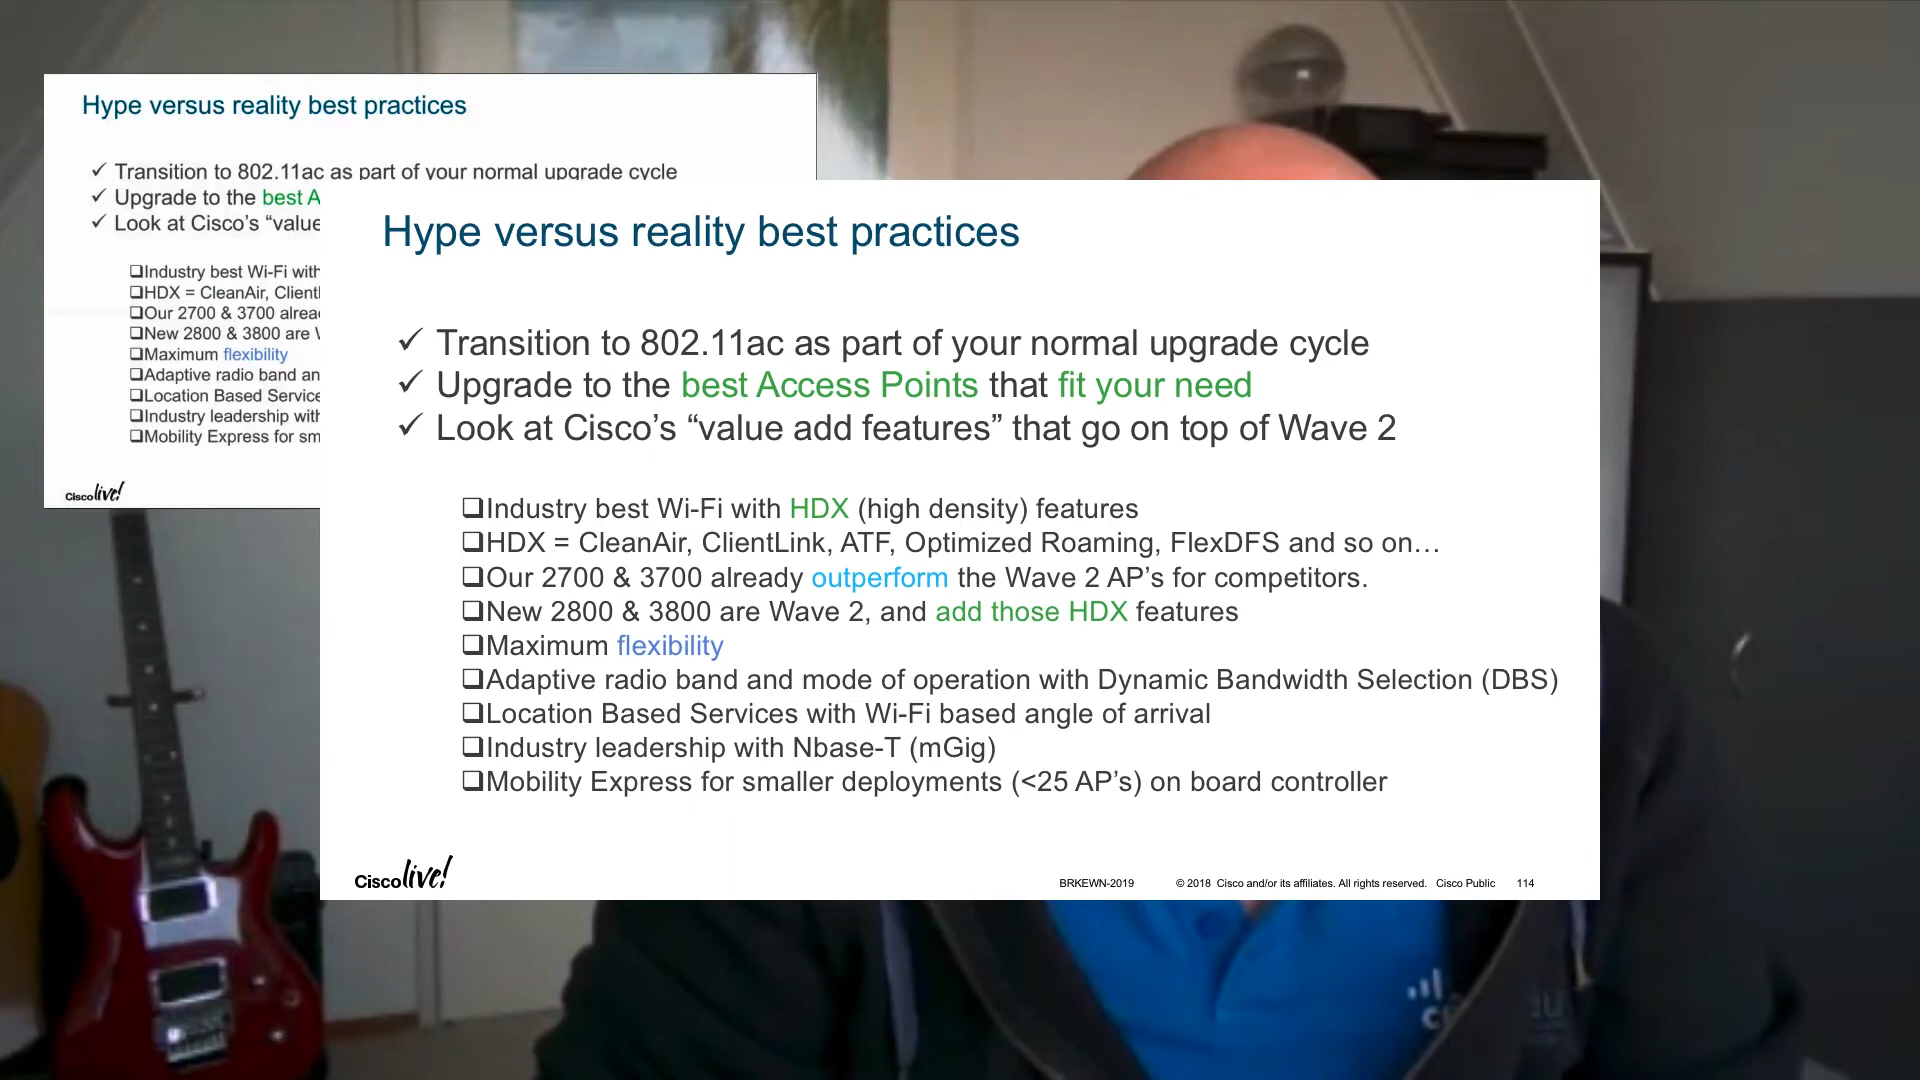 Hype versus reality best practices
✓ Transition to 802.11ac as part of your normal upgrade cycle
✓ Upgrade to the best A
✓ Look at Cisco’s “value
❑Industry best Wi-Fi with
❑HDX = CleanAir, Client
❑Our 2700 & 3700 alrea
❑New 2800 & 3800 are
❑Maximum flexibility
❑Adaptive radio band an
❑Location Based Service
❑Industry leadership with
❑Mobility Express for sm
Cisco live!
Hype versus reality best practices
✓ Transition to 802.11ac as part of your normal upgrade cycle
✓ Upgrade to the best Access Points that fit your need
✓ Look at Cisco’s “value add features” that go on top of Wave 2
❑Industry best Wi-Fi with HDX (high density) features
❑HDX = CleanAir, ClientLink, ATF, Optimized Roaming, FlexDFS and so on…
❑Our 2700 & 3700 already outperform the Wave 2 AP’s for competitors.
❑New 2800 & 3800 are Wave 2, and add those HDX features
❑Maximum flexibility
❑Adaptive radio band and mode of operation with Dynamic Bandwidth Selection (DBS)
❑Location Based Services with Wi-Fi based angle of arrival
❑Industry leadership with Nbase-T (mGig)
❑Mobility Express for smaller deployments (<25 AP’s) on board controller
Cisco live!
BRKEWN-2019 © 2018 Cisco and/or its affiliates. All rights reserved. Cisco Public 114